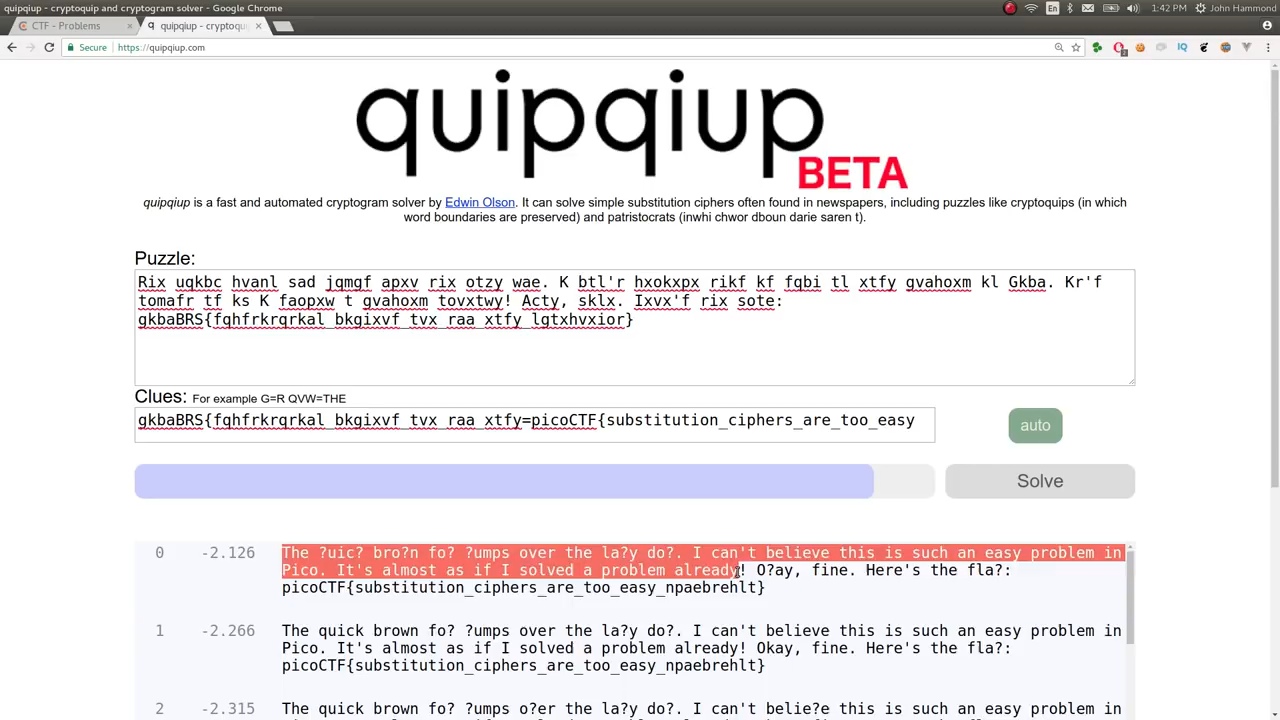 quipqiup - cryptoquip and cryptogram solver - Google Chrome
En
1:42 PM
John Hammond
CTF - Problems
quipqiup - cryptoqu
Secure
https://quipqiup.com
quipqiup
BETA
quipqiup is a fast and automated cryptogram solver by Edwin Olson. It can solve simple substitution ciphers often found in newspapers, including puzzles like cryptoquips (in which
word boundaries are preserved) and patristocrats (inwhi chwor dboun darie saren t).
Puzzle:
Rix uqkbc hvanl sad jqmgf apxv rix otzy wae. K btl'r hxokxpx rikf kf fqbi tl xtfy gvahoxm kl Gkba. Kr'f
tomafr tf ks K faopxw t gvahoxm tovxtwy! Acty, sklx. Ixvx'f rix sote:
gkbaBRS{fqhfrkrqrkal_bkgixvf_tvx_raa_xtfy_lgtxhvxior}
Clues: For example G=R QVW=THE
gkbaBRS{fqhfrkrqrkal_bkgixvf_tvx_raa_xtfy=picoCTF{substitution_ciphers_are_too_easy
auto
Solve
0 -2.126 The ?uic? bro?n fo? ?umps over the la?y do?. I can't believe this is such an easy problem in
Pico. It's almost as if I solved a problem already! O?ay, fine. Here's the fla?:
picoCTF{substitution_ciphers_are_too_easy_npaebrehlt}
1 -2.266 The quick brown fo? ?umps over the la?y do?. I can't believe this is such an easy problem in
Pico. It's almost as if I solved a problem already! Okay, fine. Here's the fla?:
picoCTF{substitution_ciphers_are_too_easy_npaebrehlt}
2 -2.315 The quick brown fo? ?umps o?er the la?y do?. I can't belie?e this is such an easy problem in